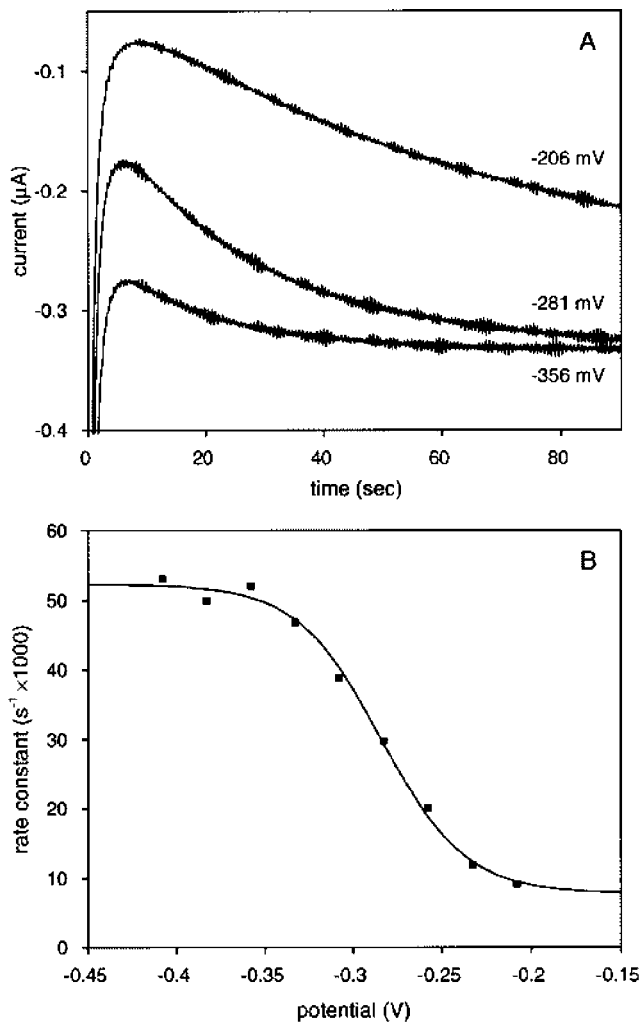 A
-0.1
-0.2
-0.3
-0.4
current (µA)
-206 mV
-281 mV
-356 mV
0
20
40
60
80
time (sec)
B
60
50
40
30
20
10
0
rate constant (s⁻¹ ×1000)
-0.45
-0.4
-0.35
-0.3
-0.25
-0.2
-0.15
potential (V)